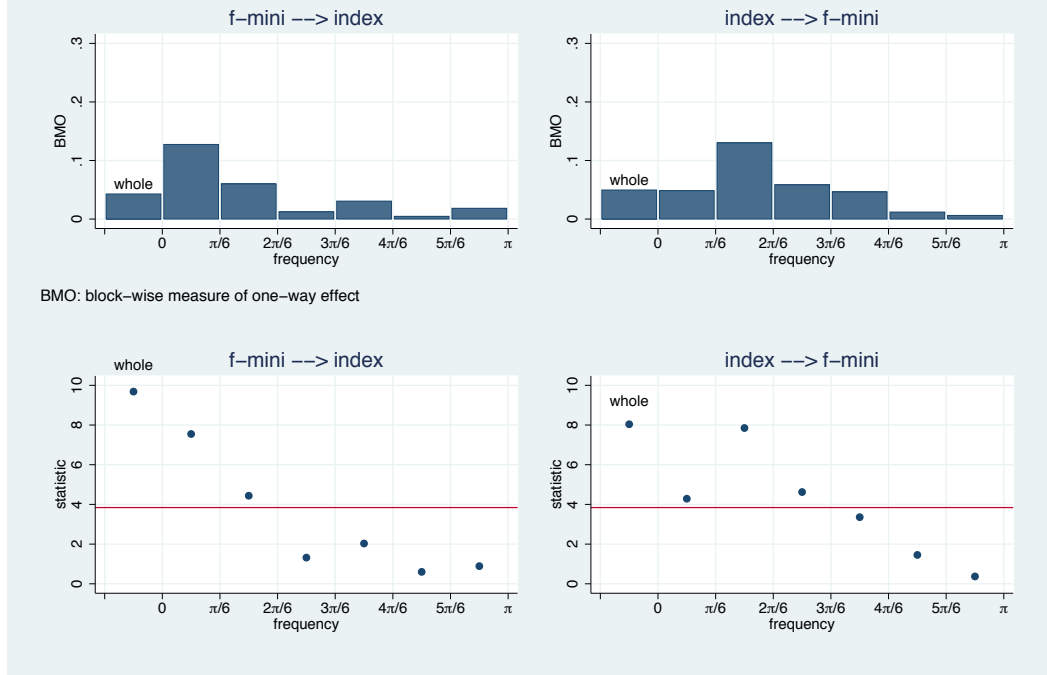 f−mini −−> index
index −−> f−mini
BMO
.3
.2
.1
0
whole
0 π/6 2π/6 3π/6 4π/6 5π/6 π
frequency
BMO
.3
.2
.1
0
whole
0 π/6 2π/6 3π/6 4π/6 5π/6 π
frequency
BMO: block−wise measure of one−way effect
whole
f−mini −−> index
index −−> f−mini
statistic
10
8
6
4
2
0
0 π/6 2π/6 3π/6 4π/6 5π/6 π
frequency
statistic
10
8
6
4
2
0
whole
0 π/6 2π/6 3π/6 4π/6 5π/6 π
frequency